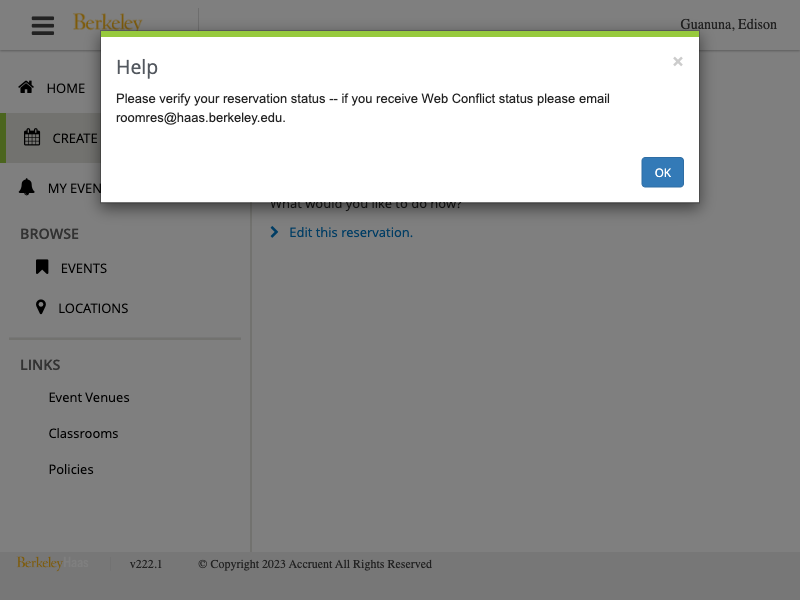 Berkeley
Guanuna, Edison
Help
×
Please verify your reservation status -- if you receive Web Conflict status please email
roomres@haas.berkeley.edu.
OK
HOME
CREATE
MY EVEN
BROWSE
EVENTS
LOCATIONS
LINKS
Event Venues
Classrooms
Policies
What would you like to do now?
Edit this reservation.
BerkeleyHaas
v222.1
© Copyright 2023 Accruent All Rights Reserved